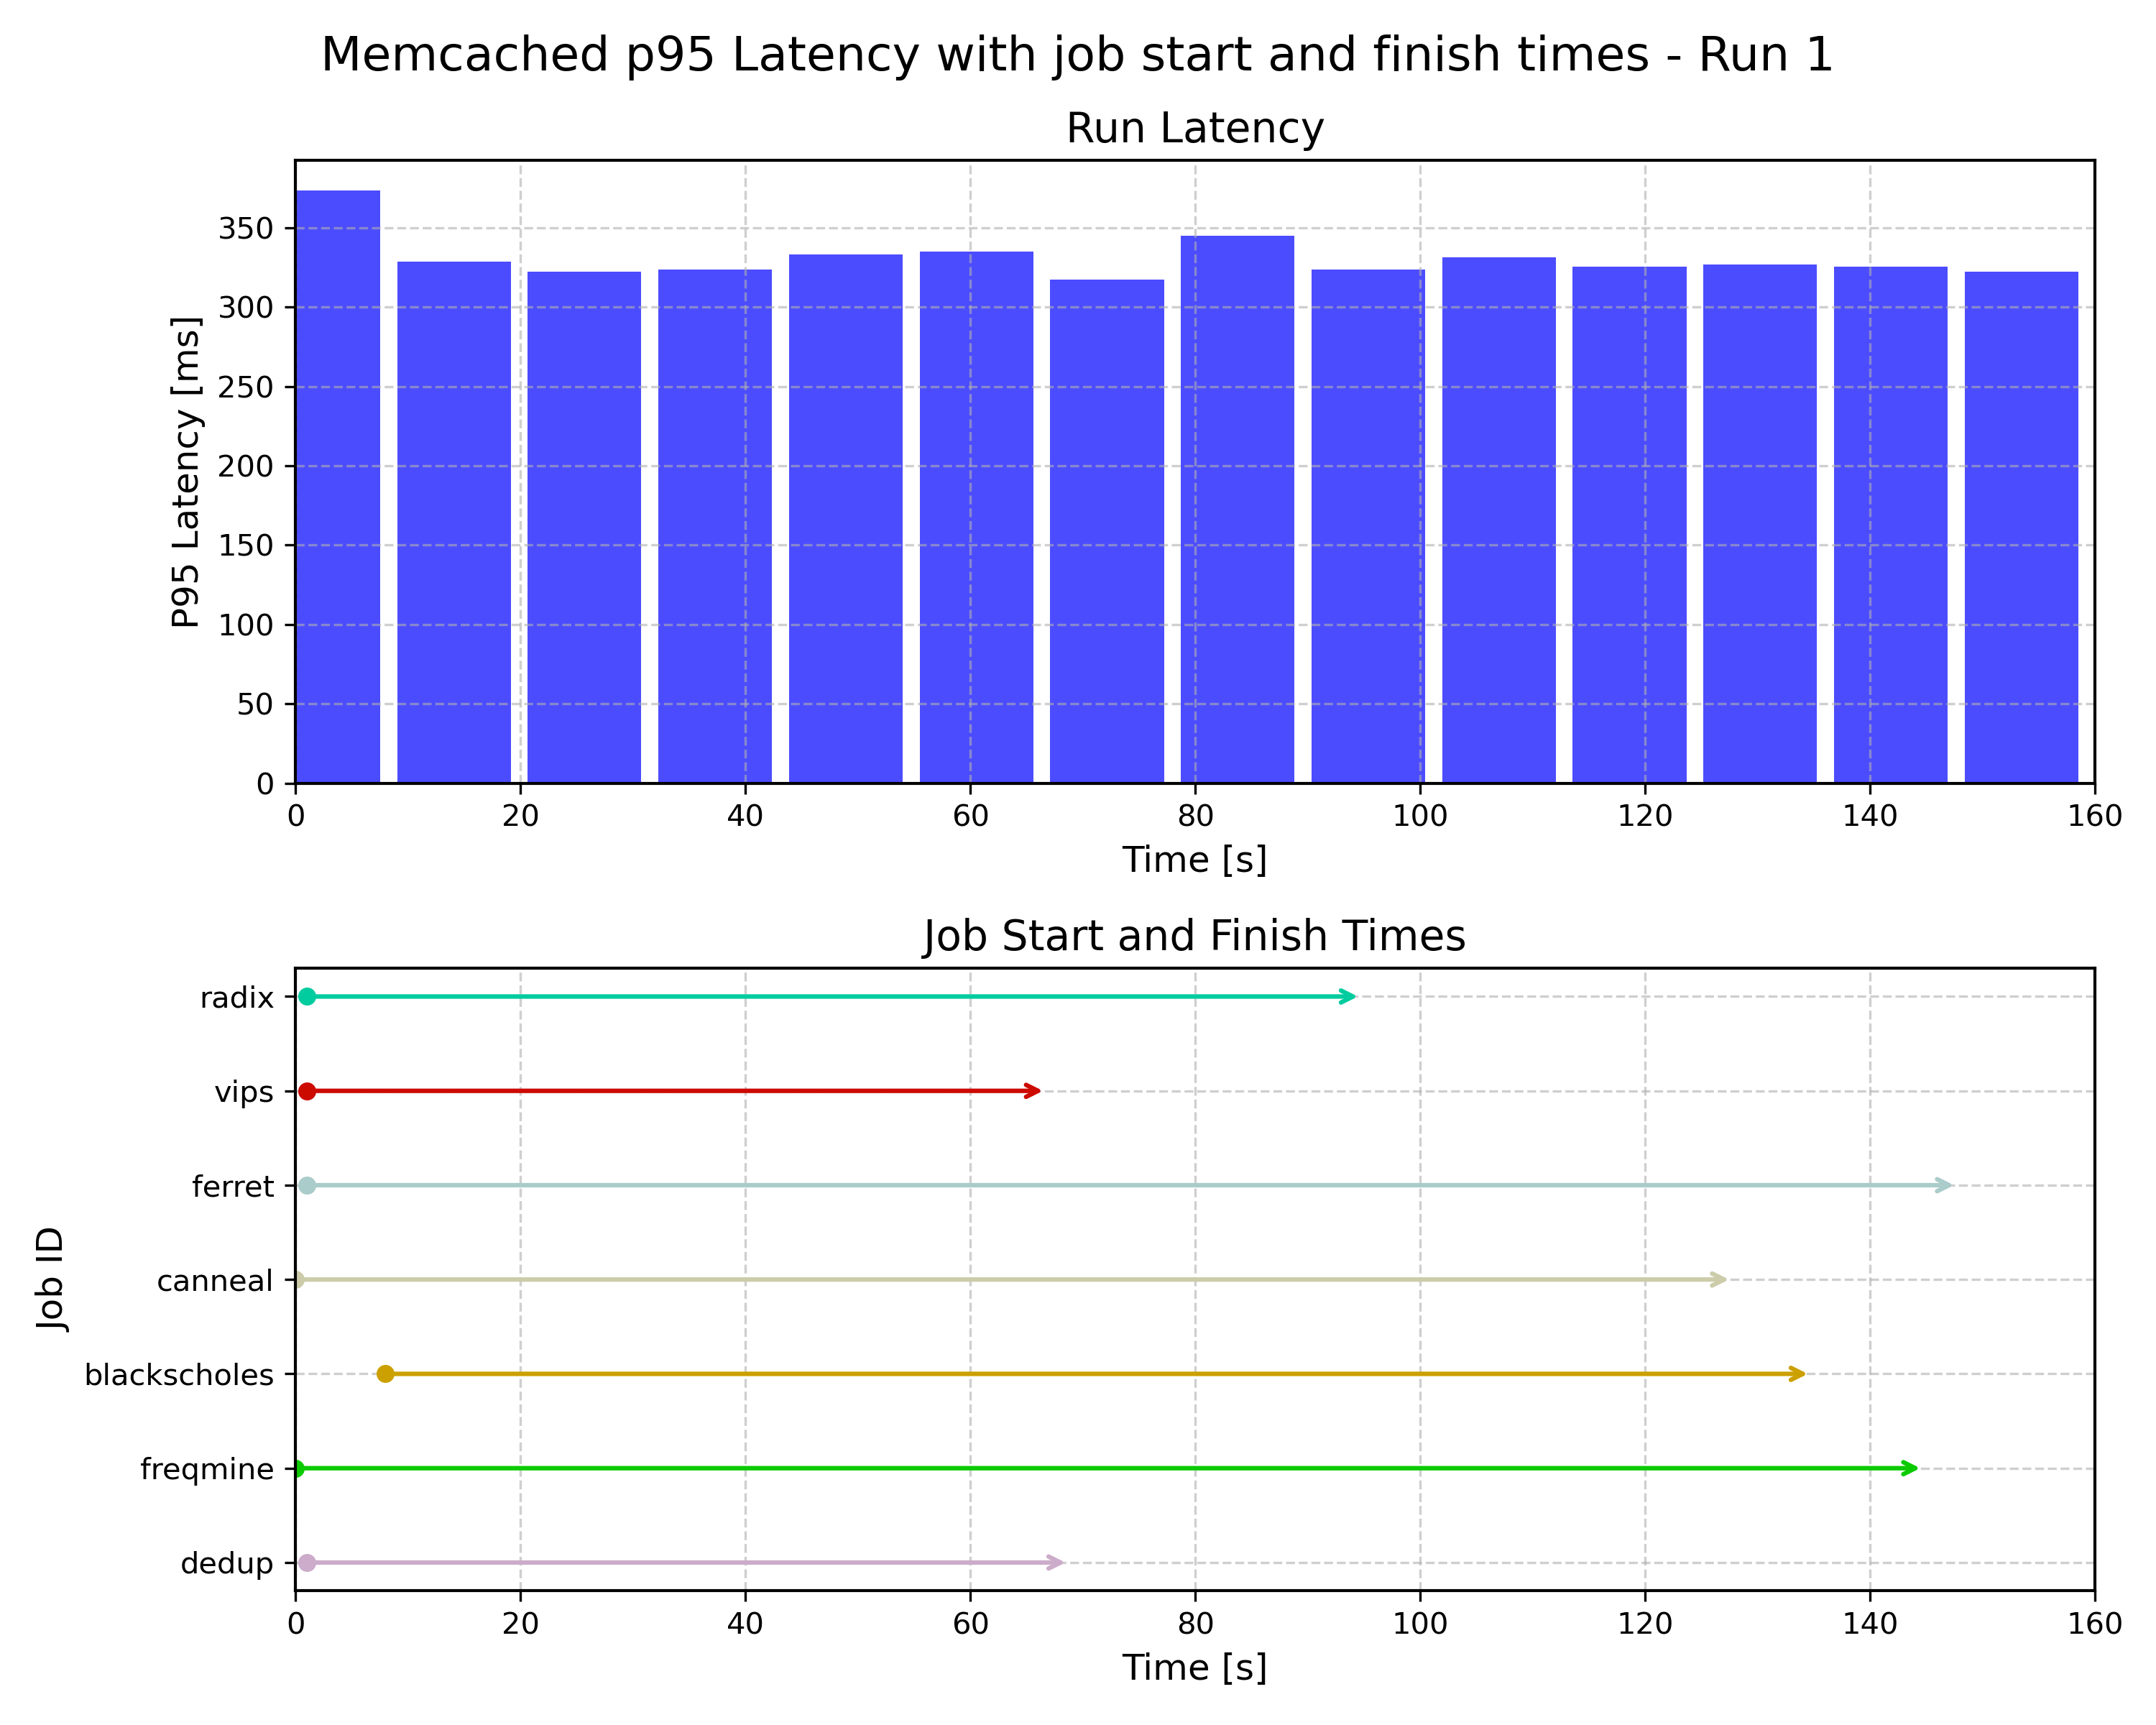 Memcached p95 Latency with job start and finish times - Run 1
Run Latency
P95 Latency [ms]
350
300
250
200
150
100
50
0
0 20 40 60 80 100 120 140 160
Time [s]
Job Start and Finish Times
Job ID
radix
vips
ferret
canneal
blackscholes
freqmine
dedup
0 20 40 60 80 100 120 140 160
Time [s]